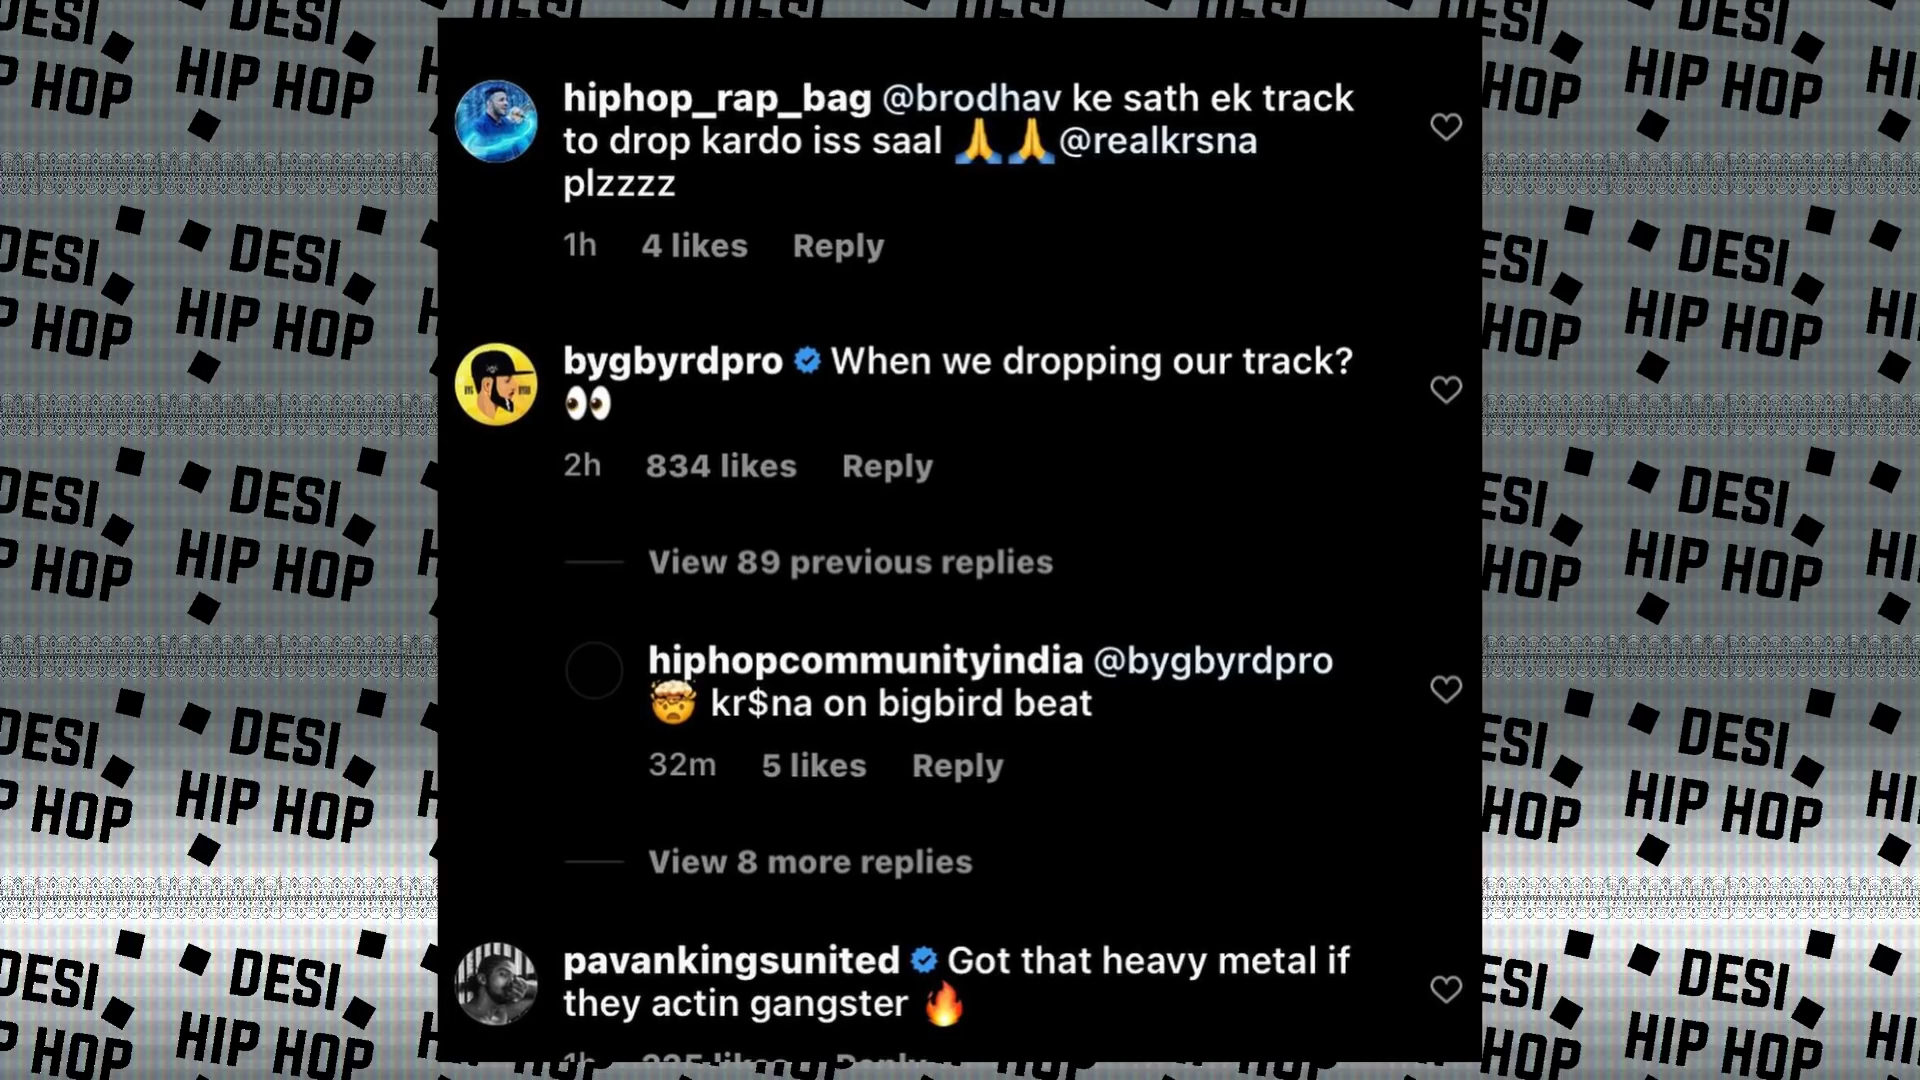 hiphop_rap_bag @brodhav ke sath ek track
to drop kardo iss saal 🙏🙏@realkrsna
plzzzz
1h 4 likes Reply
bygbyrdpro When we dropping our track?
👀
2h 834 likes Reply
View 89 previous replies
hiphopcommunityindia @bygbyrdpro
🤯 kr$na on bigbird beat
32m 5 likes Reply
View 8 more replies
pavankingsunited Got that heavy metal if
they actin gangster 🔥
DESI
HIP HOP